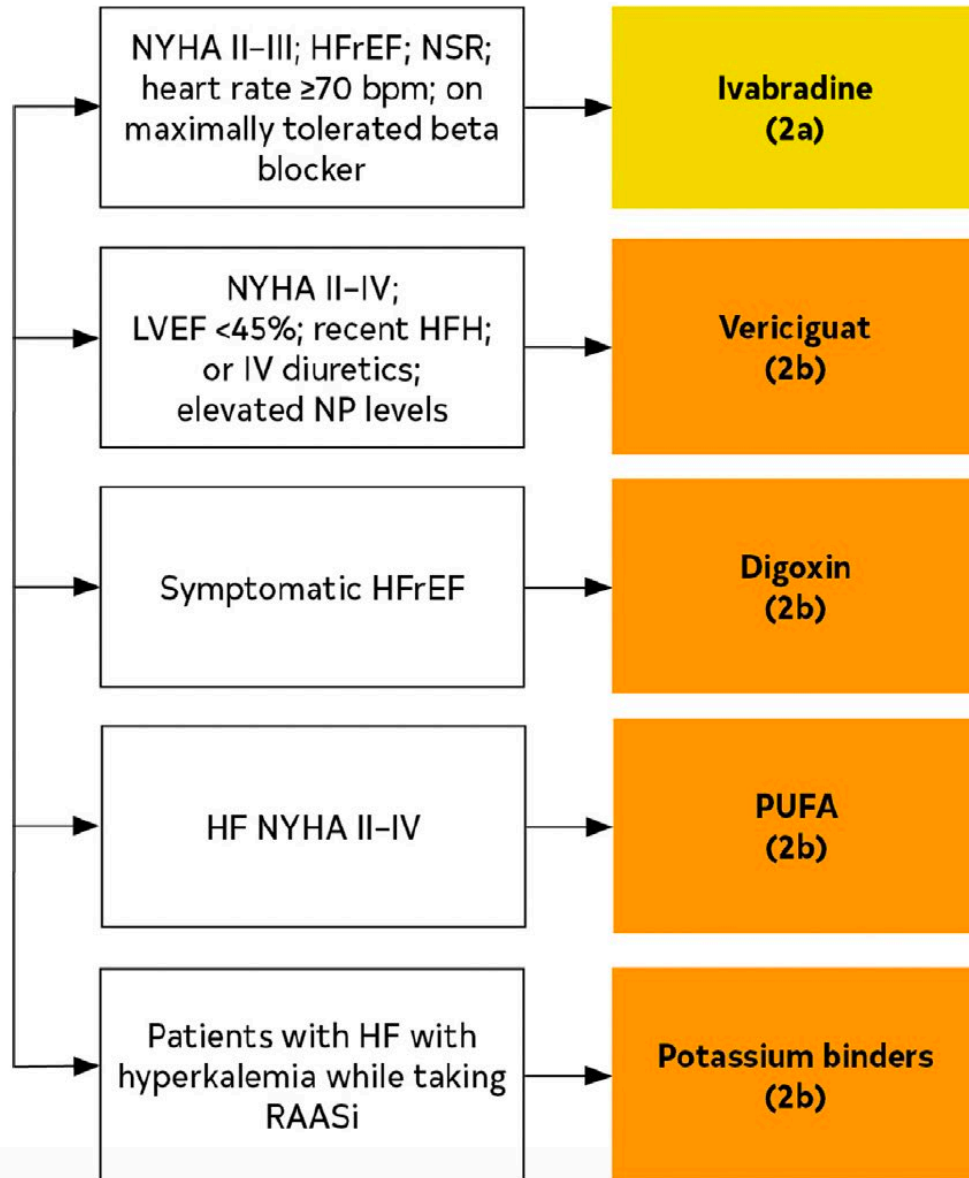 NYHA II–III; HFrEF; NSR;
heart rate ≥70 bpm; on
maximally tolerated beta
blocker
Ivabradine
(2a)
NYHA II–IV;
LVEF <45%; recent HFH;
or IV diuretics;
elevated NP levels
Vericiguat
(2b)
Symptomatic HFrEF
Digoxin
(2b)
HF NYHA II–IV
PUFA
(2b)
Patients with HF with
hyperkalemia while taking
RAASi
Potassium binders
(2b)